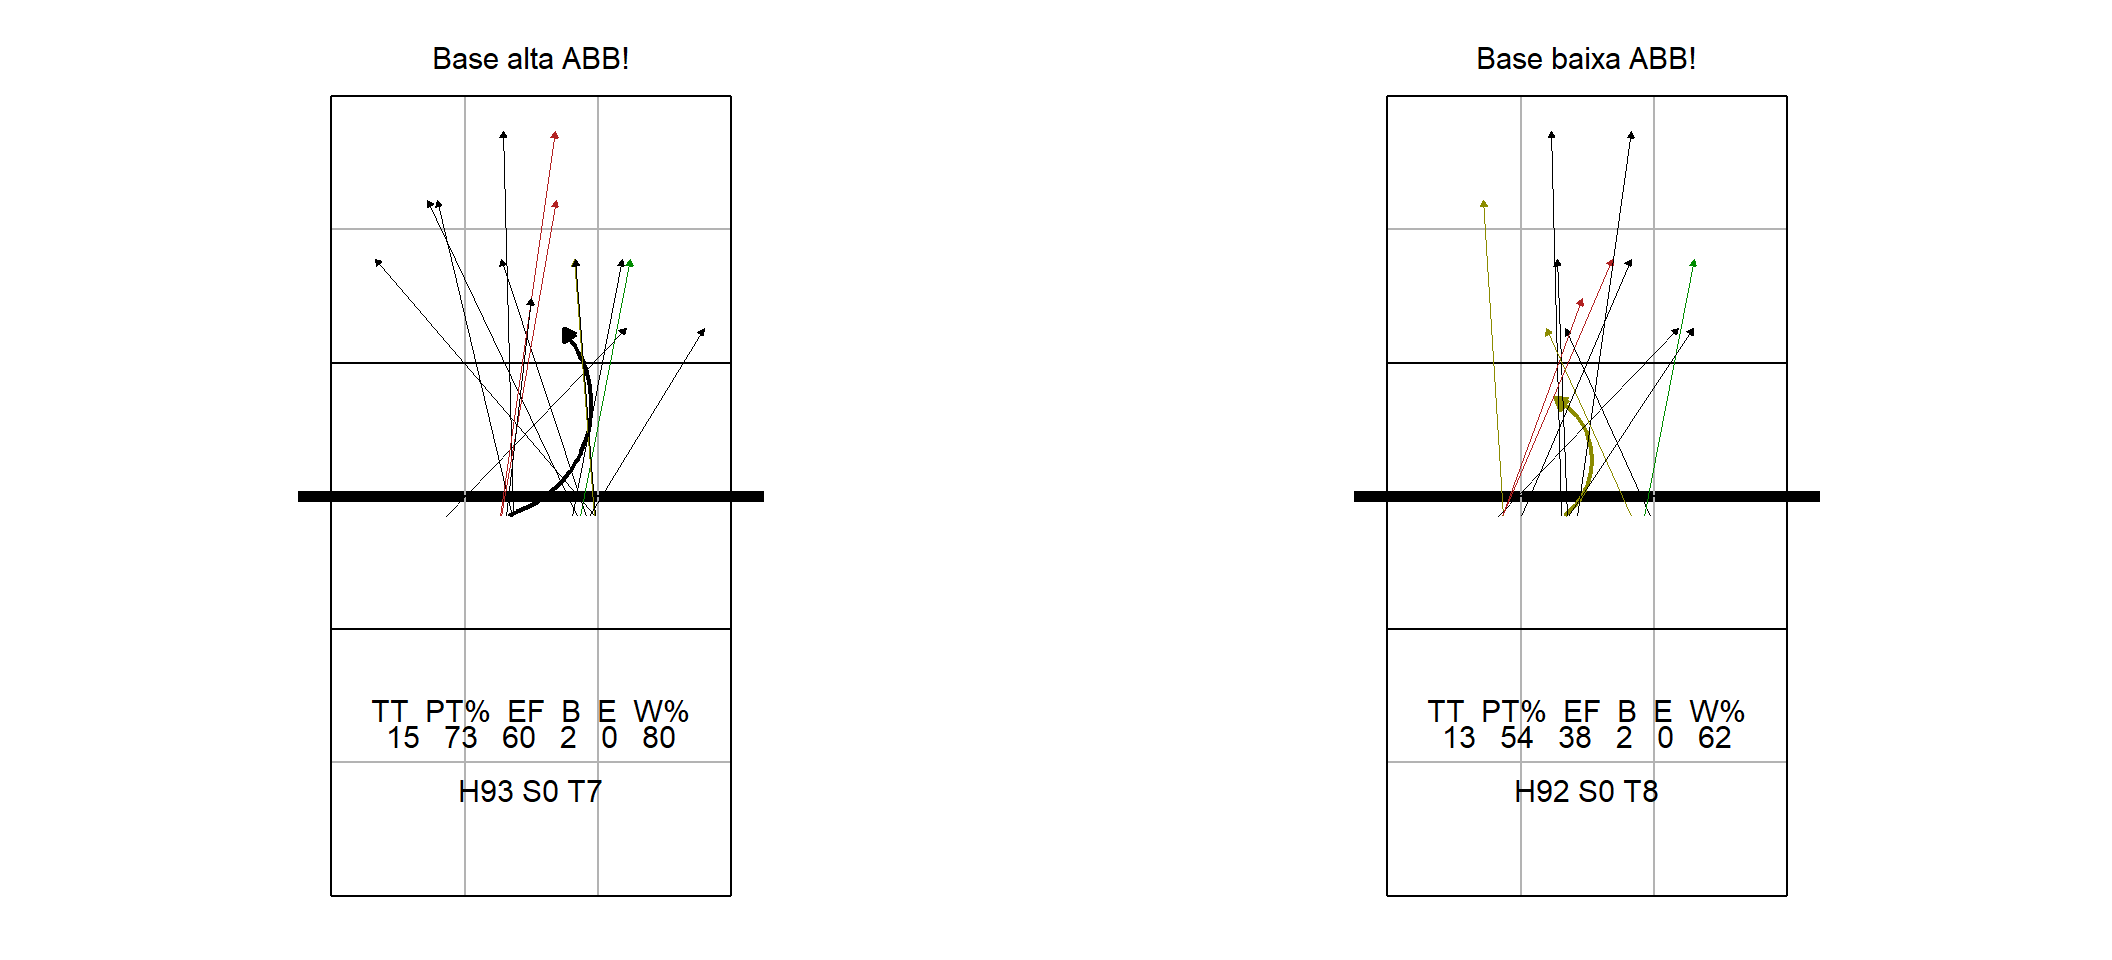 Base alta ABB!
TT PT% EF B E W%
15 73 60 2 0 80
H93 S0 T7
Base baixa ABB!
TT PT% EF B E W%
13 54 38 2 0 62
H92 S0 T8